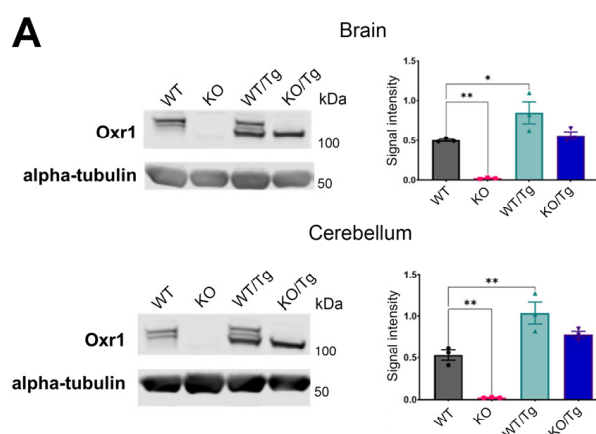 A
Brain
WT KO WT/Tg KO/Tg kDa
Oxr1
100
alpha-tubulin
50
Signal intensity
1.5
1.0
0.5
0.0
*
**
WT KO WT/Tg KO/Tg
Cerebellum
WT KO WT/Tg KO/Tg kDa
Oxr1
100
alpha-tubulin
50
Signal intensity
1.5
1.0
0.5
0.0
**
**
WT KO WT/Tg KO/Tg